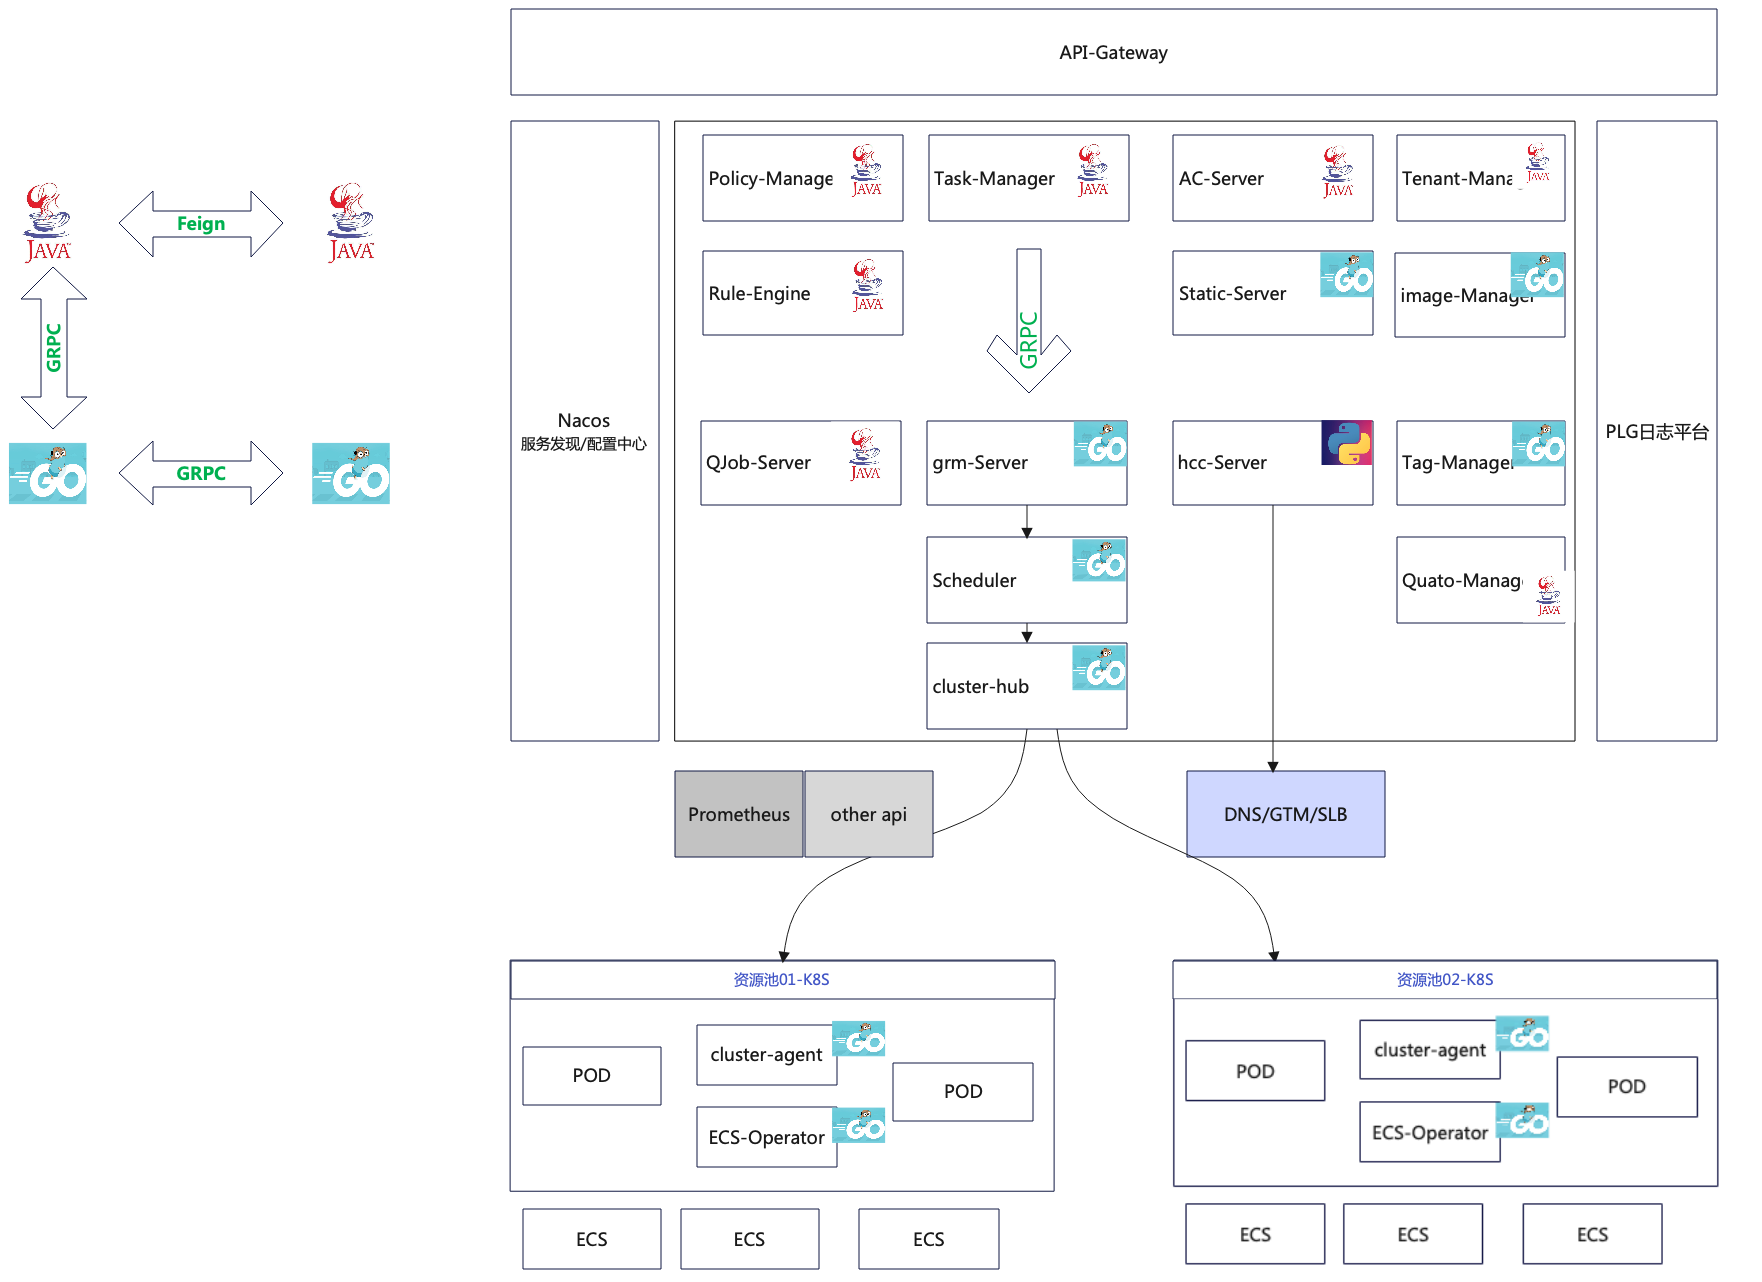 API-Gateway
JAVA
Feign
JAVA
GRPC
GO
GRPC
GO
Nacos
服务发现/配置中心
Policy-Manage
JAVA
Task-Manager
JAVA
AC-Server
JAVA
Tenant-Mana
JAVA
Rule-Engine
JAVA
GRPC
Static-Server
GO
image-Manager
GO
QJob-Server
JAVA
grm-Server
GO
hcc-Server
Tag-Manager
GO
Scheduler
GO
Quato-Manag
JAVA
cluster-hub
GO
PLG日志平台
Prometheus
other api
DNS/GTM/SLB
资源池01-K8S
POD
cluster-agent
GO
POD
ECS-Operator
GO
ECS
ECS
ECS
资源池02-K8S
POD
cluster-agent
GO
POD
ECS-Operator
GO
ECS
ECS
ECS